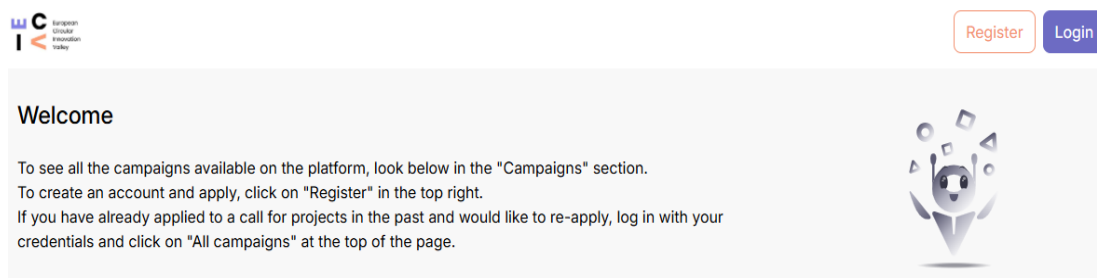 E C
I V
European
Circular
Innovation
Valley
Register
Login
Welcome
To see all the campaigns available on the platform, look below in the "Campaigns" section.
To create an account and apply, click on "Register" in the top right.
If you have already applied to a call for projects in the past and would like to re-apply, log in with your
credentials and click on "All campaigns" at the top of the page.